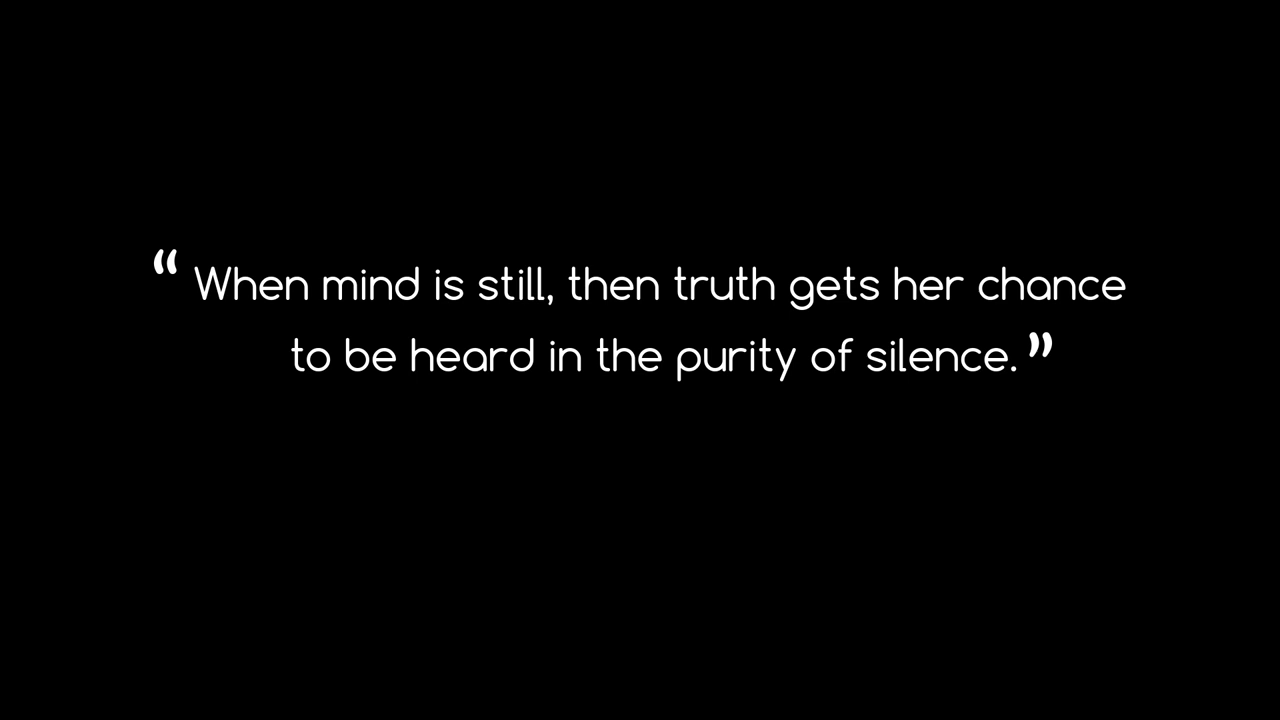 “ When mind is still, then truth gets her chance
to be heard in the purity of silence.”